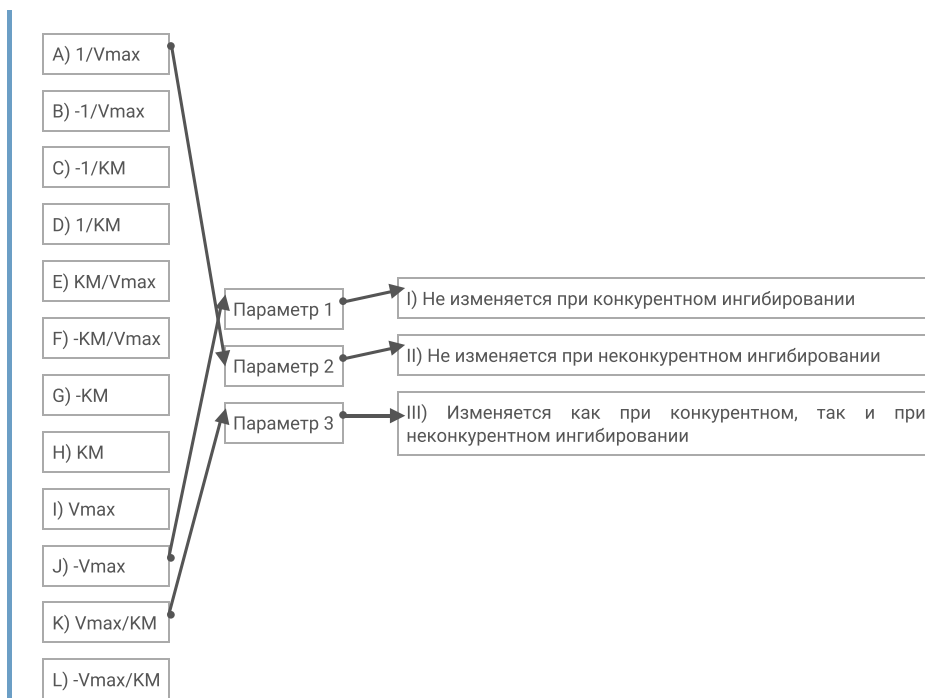 A) 1/Vmax
B) -1/Vmax
C) -1/KM
D) 1/KM
E) KM/Vmax
F) -KM/Vmax
G) -KM
H) KM
I) Vmax
J) -Vmax
K) Vmax/KM
L) -Vmax/KM
Параметр 1
Параметр 2
Параметр 3
I) Не изменяется при конкурентном ингибировании
II) Не изменяется при неконкурентном ингибировании
III) Изменяется как при конкурентном, так и при
неконкурентном ингибировании